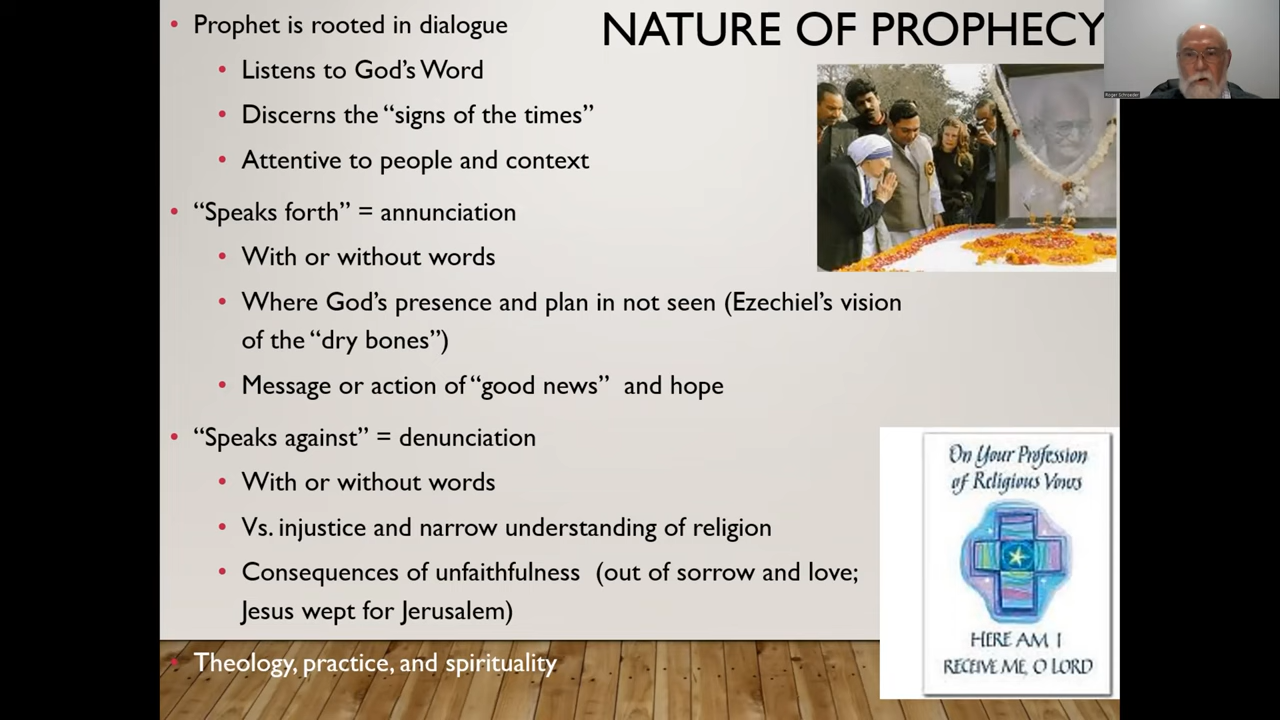 NATURE OF PROPHECY
• Prophet is rooted in dialogue
• Listens to God's Word
• Discerns the “signs of the times”
• Attentive to people and context
• “Speaks forth” = annunciation
• With or without words
• Where God's presence and plan in not seen (Ezechiel's vision
of the “dry bones”)
• Message or action of “good news” and hope
• “Speaks against” = denunciation
• With or without words
• Vs. injustice and narrow understanding of religion
• Consequences of unfaithfulness (out of sorrow and love;
Jesus wept for Jerusalem)
• Theology, practice, and spirituality
Roger Schroeder
On Your Profession
of Religious Vows
HERE AM I
RECEIVE ME, O LORD